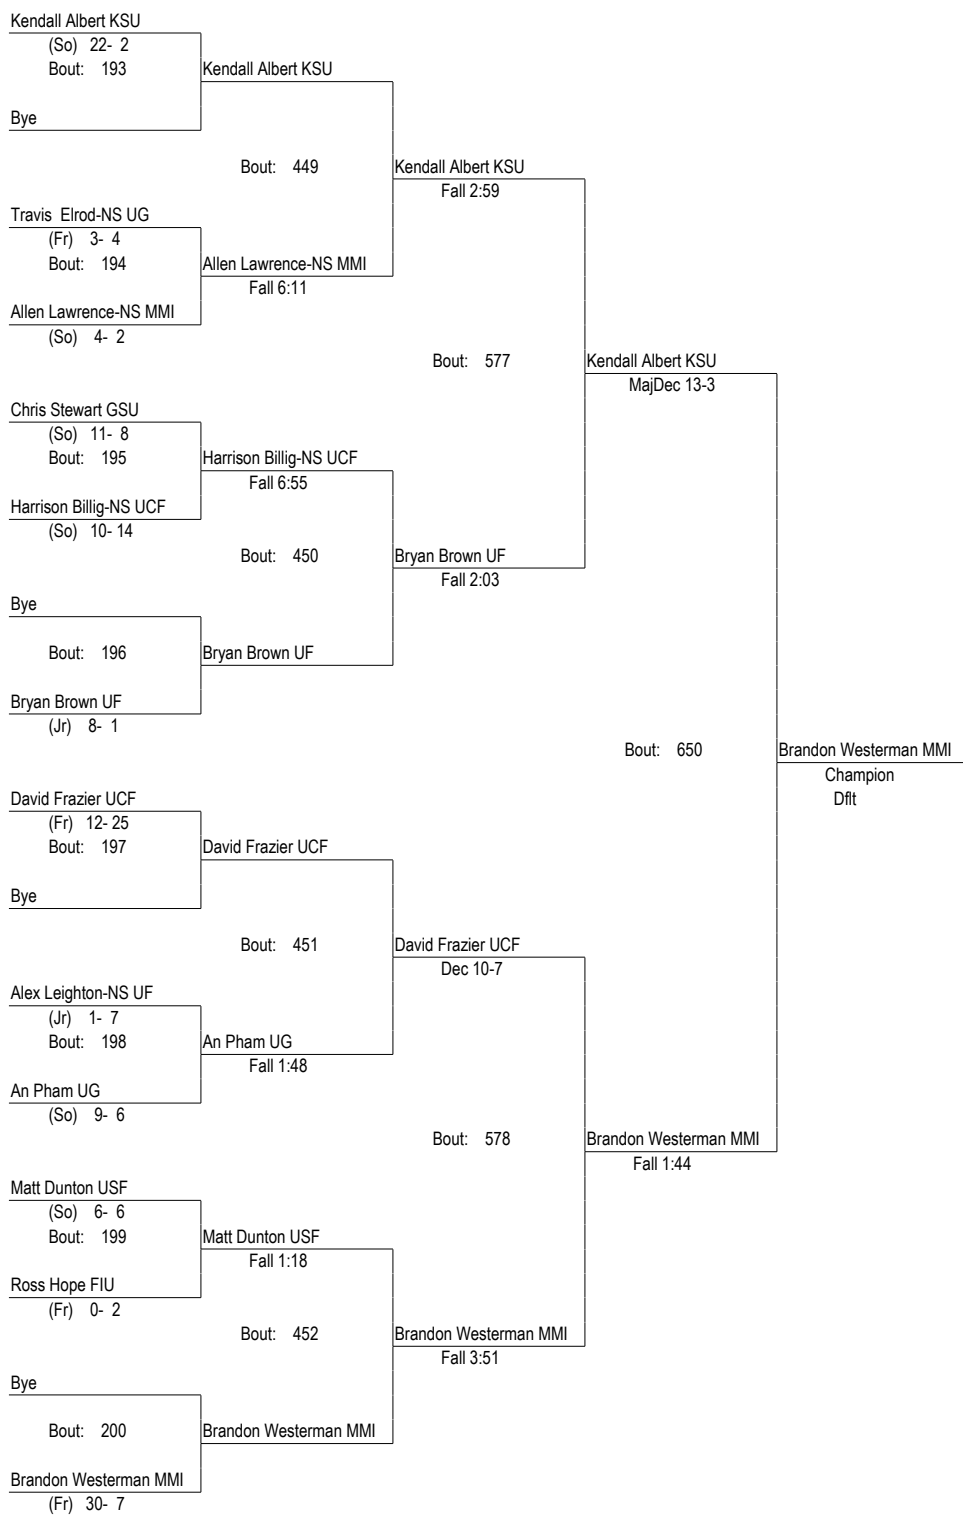 Kendall Albert KSU
(So) 22- 2
Bout: 193
Kendall Albert KSU
Bye
Bout: 449
Kendall Albert KSU
Fall 2:59
Travis Elrod-NS UG
(Fr) 3- 4
Bout: 194
Allen Lawrence-NS MMI
Fall 6:11
Allen Lawrence-NS MMI
(So) 4- 2
Bout: 577
Kendall Albert KSU
MajDec 13-3
Chris Stewart GSU
(So) 11- 8
Bout: 195
Harrison Billig-NS UCF
Fall 6:55
Harrison Billig-NS UCF
(So) 10- 14
Bout: 450
Bryan Brown UF
Fall 2:03
Bye
Bout: 196
Bryan Brown UF
Bryan Brown UF
(Jr) 8- 1
Bout: 650
Brandon Westerman MMI
Champion
Dflt
David Frazier UCF
(Fr) 12- 25
Bout: 197
David Frazier UCF
Bye
Bout: 451
David Frazier UCF
Dec 10-7
Alex Leighton-NS UF
(Jr) 1- 7
Bout: 198
An Pham UG
Fall 1:48
An Pham UG
(So) 9- 6
Bout: 578
Brandon Westerman MMI
Fall 1:44
Matt Dunton USF
(So) 6- 6
Bout: 199
Matt Dunton USF
Fall 1:18
Ross Hope FIU
(Fr) 0- 2
Bout: 452
Brandon Westerman MMI
Fall 3:51
Bye
Bout: 200
Brandon Westerman MMI
Brandon Westerman MMI
(Fr) 30- 7